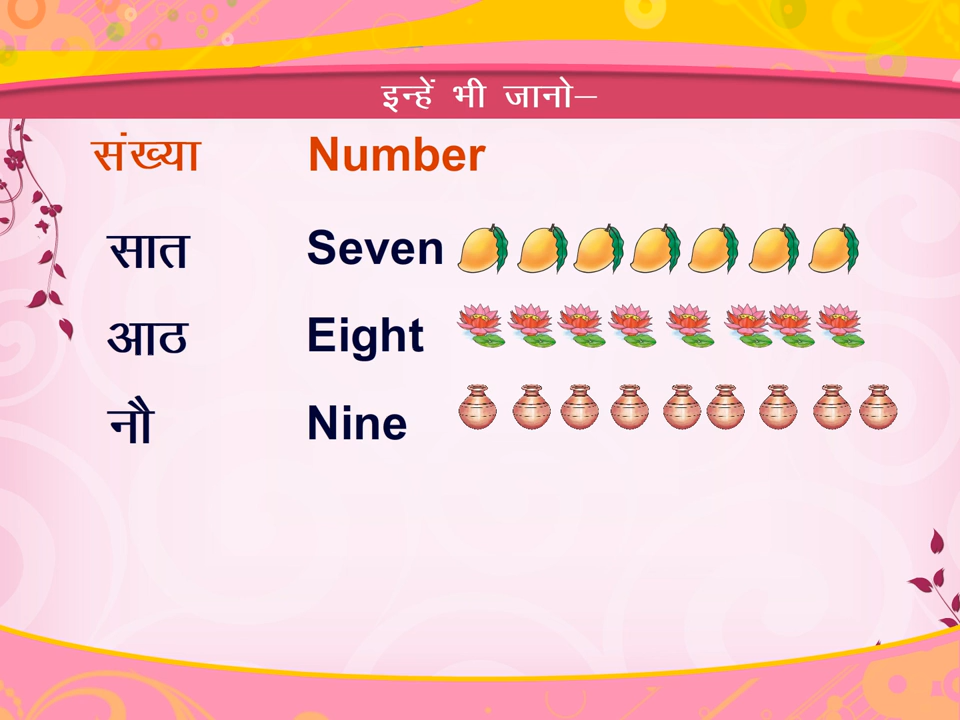 इन्हें भी जानो–
संख्या Number
सात Seven
आठ Eight
नौ Nine